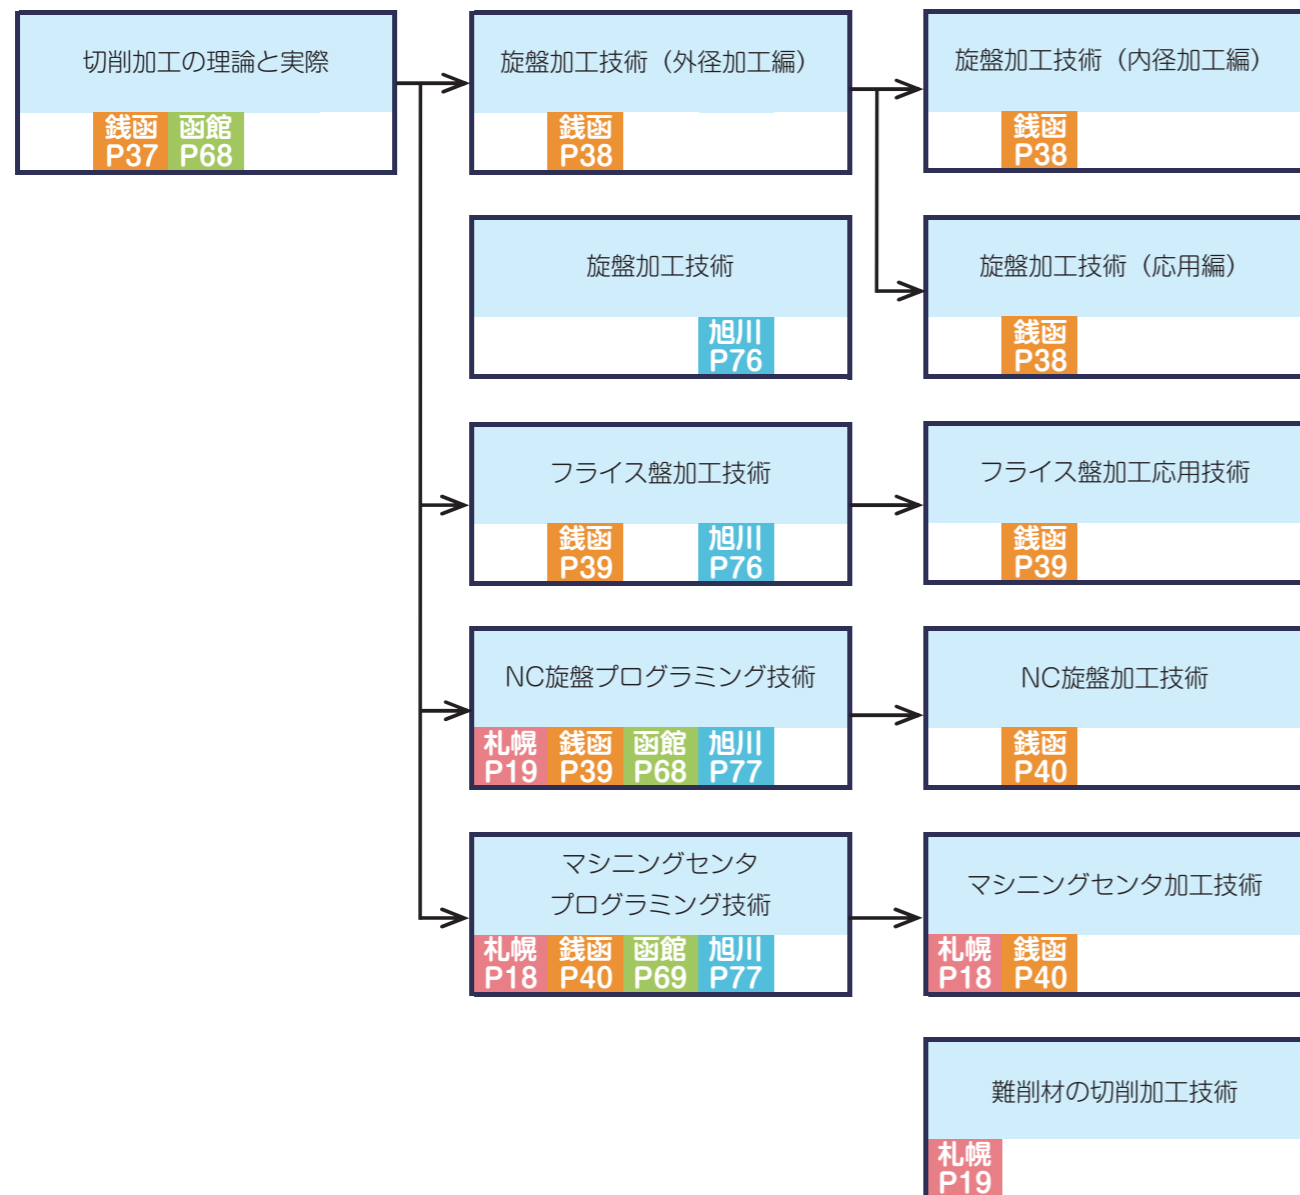 切削加工の理論と実際
銭函
P37
函館
P68
旋盤加工技術（外径加工編）
銭函
P38
旋盤加工技術（内径加工編）
銭函
P38
旋盤加工技術
旭川
P76
旋盤加工技術（応用編）
銭函
P38
フライス盤加工技術
銭函
P39
旭川
P76
フライス盤加工応用技術
銭函
P39
NC旋盤プログラミング技術
札幌
P19
銭函
P39
函館
P68
旭川
P77
NC旋盤加工技術
銭函
P40
マシニングセンタ
プログラミング技術
札幌
P18
銭函
P40
函館
P69
旭川
P77
マシニングセンタ加工技術
札幌
P18
銭函
P40
難削材の切削加工技術
札幌
P19